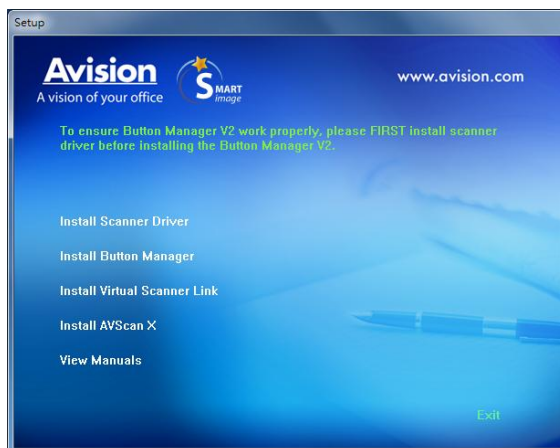 Setup
Avision
A vision of your office
SMART
image
www.avision.com
To ensure Button Manager V2 work properly, please FIRST install scanner
driver before installing the Button Manager V2.
Install Scanner Driver
Install Button Manager
Install Virtual Scanner Link
Install AVScan X
View Manuals
Exit